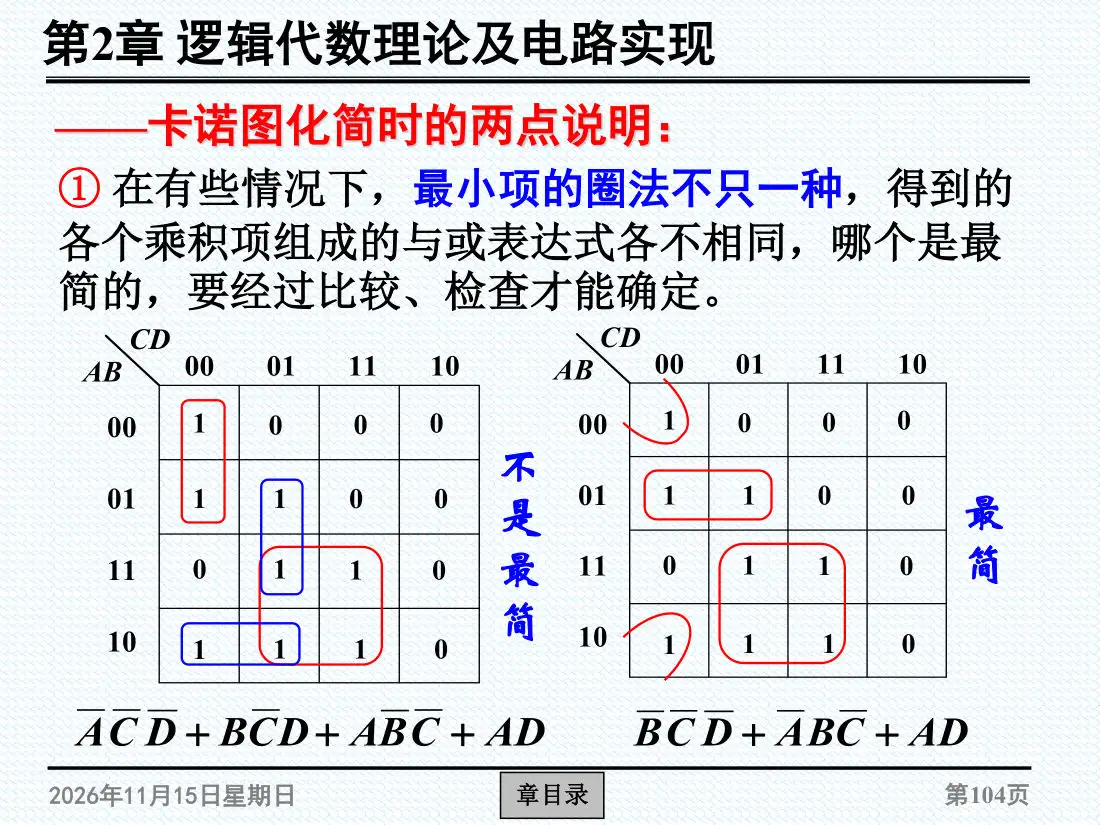 第2章 逻辑代数理论及电路实现
——卡诺图化简时的两点说明：
① 在有些情况下，最小项的圈法不只一种，得到的
各个乘积项组成的与或表达式各不相同，哪个是最
简的，要经过比较、检查才能确定。
CD
AB 00 01 11 10
00 1 0 0 0
01 1 1 0 0
11 0 1 1 0
10 1 1 1 0
不是最简
CD
AB 00 01 11 10
00 1 0 0 0
01 1 1 0 0
11 0 1 1 0
10 1 1 1 0
最简
A̅ C̅ D̅ + BC̅D + AB̅ C̅ + AD
B̅ C̅ D̅ + A̅BC̅ + AD
2026年11月15日星期日
章目录
第104页